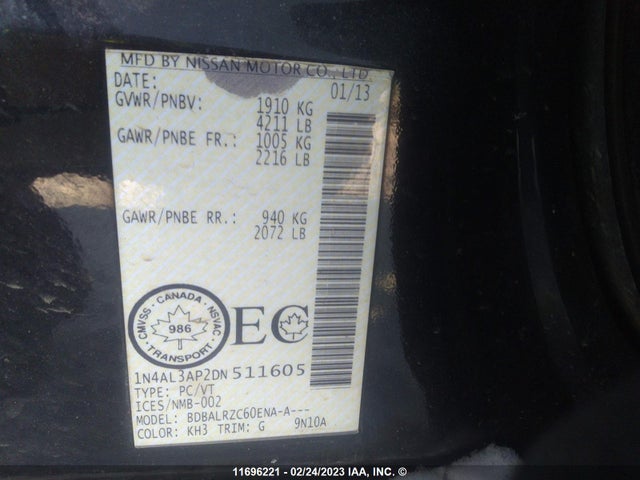 MFD BY NISSAN MOTOR CO., LTD.
DATE: 01/13
GVWR/PNBV: 1910 KG
4211 LB
GAWR/PNBE FR.: 1005 KG
2216 LB
GAWR/PNBE RR.: 940 KG
2072 LB
CANADA
CMVSS - NSVAC
986
TRANSPORT
EC
1N4AL3AP2DN511605
TYPE: PC/VT
ICES/NMB-002
MODEL: BDBALRZC60ENA-A---
COLOR: KH3 TRIM: G 9N10A
11696221 - 02/24/2023 IAA, Inc.